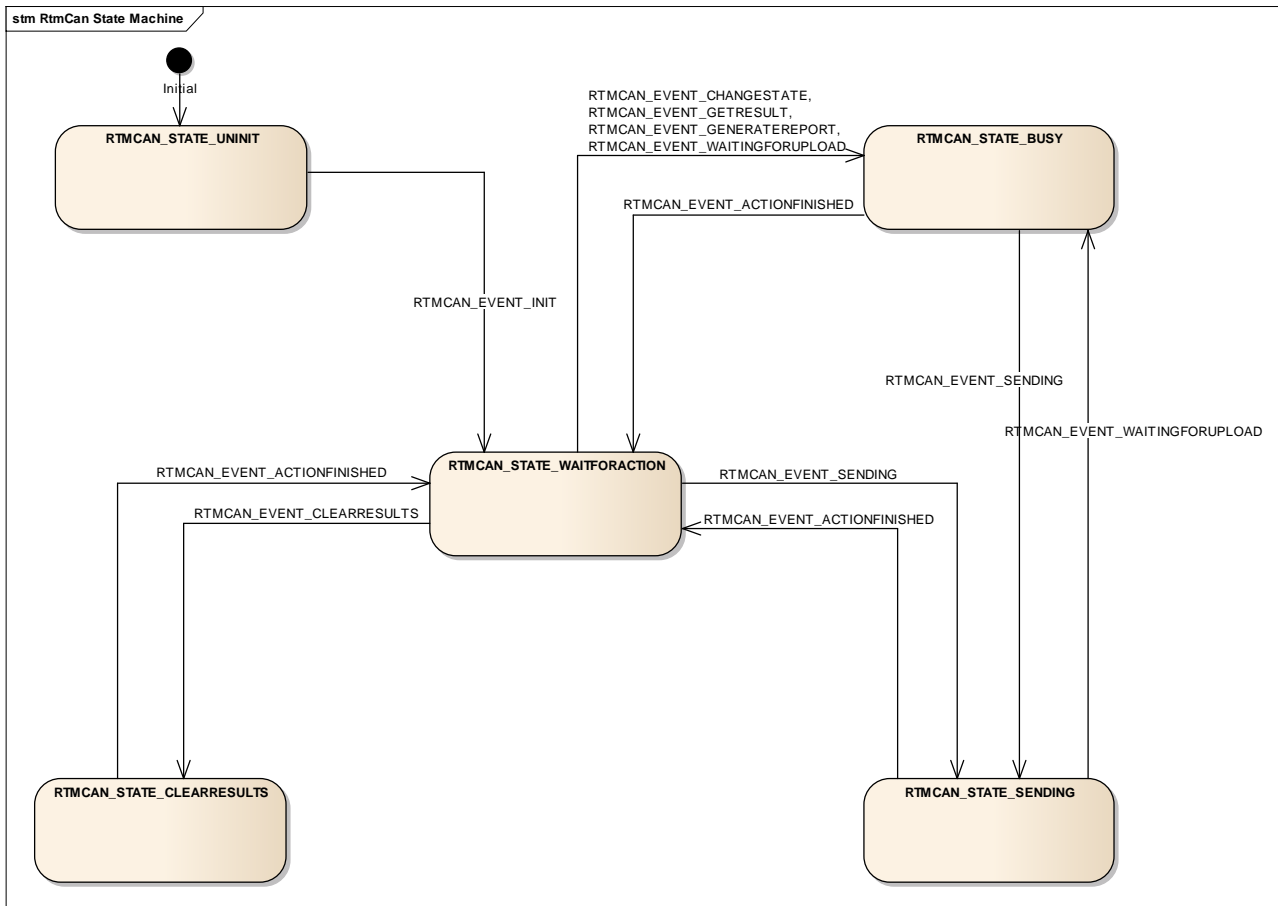 stm RtmCan State Machine
Initial
RTMCAN_STATE_UNINIT
RTMCAN_EVENT_CHANGESTATE,
RTMCAN_EVENT_GETRESULT,
RTMCAN_EVENT_GENERATEREPORT,
RTMCAN_EVENT_WAITINGFORUPLOAD
RTMCAN_STATE_BUSY
RTMCAN_EVENT_ACTIONFINISHED
RTMCAN_EVENT_INIT
RTMCAN_EVENT_SENDING
RTMCAN_EVENT_WAITINGFORUPLOAD
RTMCAN_STATE_WAITFORACTION
RTMCAN_EVENT_ACTIONFINISHED
RTMCAN_EVENT_SENDING
RTMCAN_EVENT_CLEARRESULTS
RTMCAN_EVENT_ACTIONFINISHED
RTMCAN_STATE_CLEARRESULTS
RTMCAN_STATE_SENDING